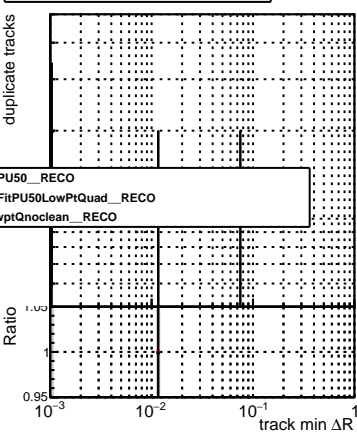 duplicate tracks
PU50__RECO
FitPU50LowPtQuad__RECO
wptQnoclean__RECO
Ratio
1.05
1
0.95
10⁻³ 10⁻² 10⁻¹ 1
track min ΔR